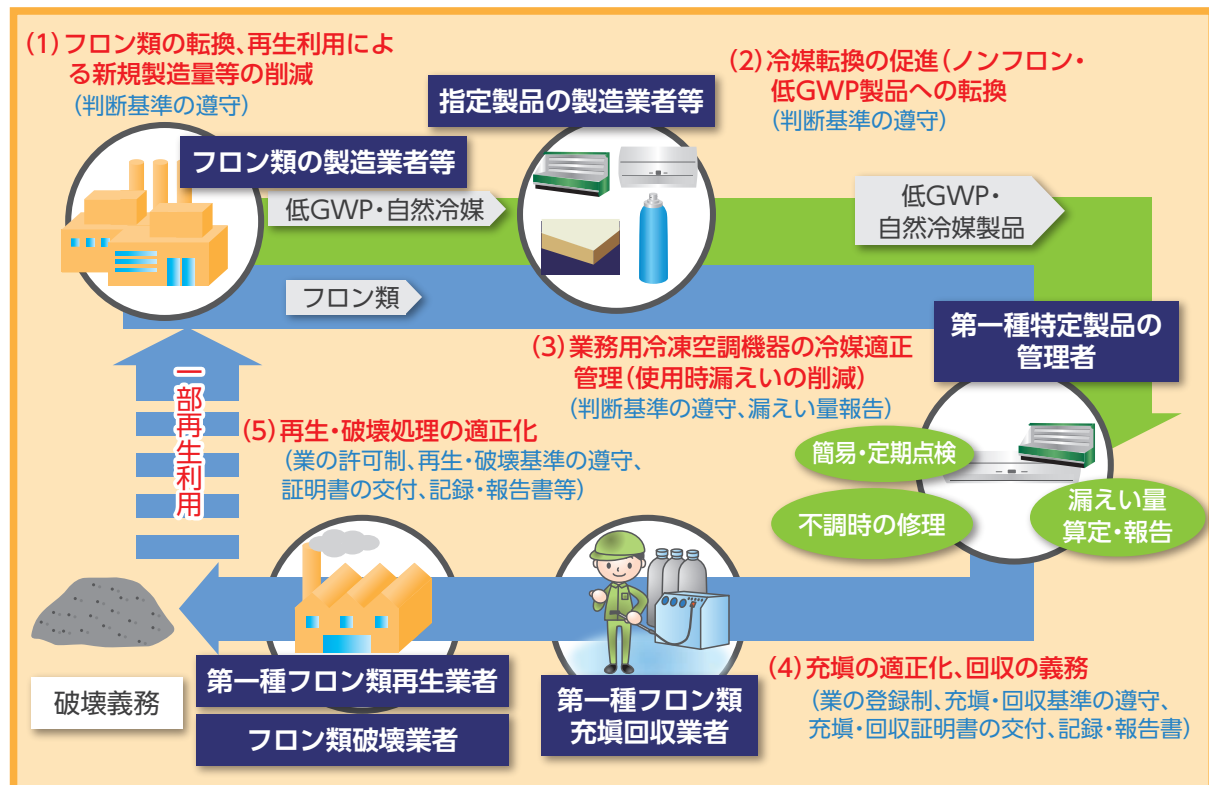 (1)フロン類の転換、再生利用によ
る新規製造量等の削減
(判断基準の遵守)
フロン類の製造業者等
指定製品の製造業者等
(2)冷媒転換の促進(ノンフロン・
低GWP製品への転換
(判断基準の遵守)
低GWP・自然冷媒
低GWP・
自然冷媒製品
フロン類
第一種特定製品の
管理者
(3)業務用冷凍空調機器の冷媒適正
管理(使用時漏えいの削減)
(判断基準の遵守、漏えい量報告)
簡易・定期点検
不調時の修理
漏えい量
算定・報告
一部再生利用
(5)再生・破壊処理の適正化
(業の許可制、再生・破壊基準の遵守、
証明書の交付、記録・報告書等)
破壊義務
第一種フロン類再生業者
フロン類破壊業者
第一種フロン類
充塡回収業者
(4)充塡の適正化、回収の義務
(業の登録制、充塡・回収基準の遵守、
充塡・回収証明書の交付、記録・報告書)